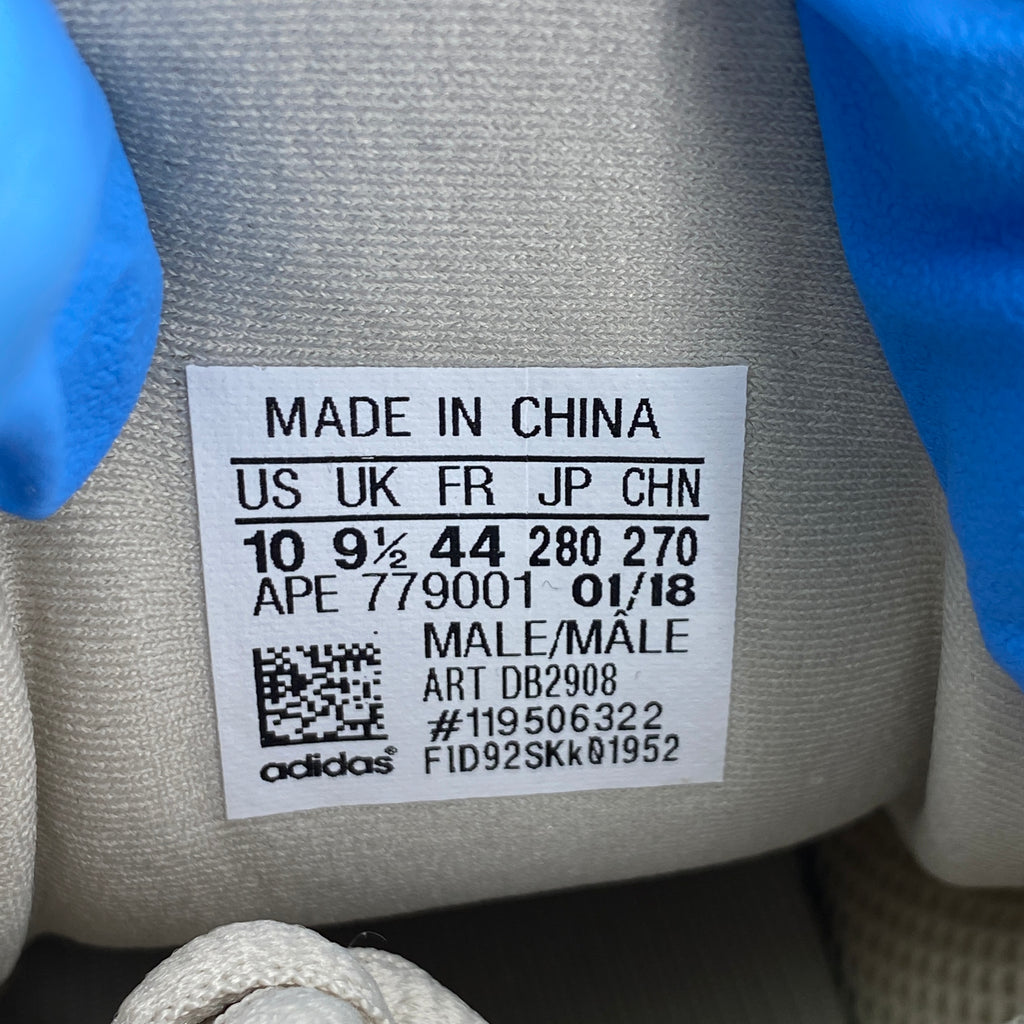 MADE IN CHINA
US UK FR JP CHN
10 9½ 44 280 270
APE 779001 01/18
MALE/MÂLE
ART DB2908
#119506322
adidas® F1D92SKk01952